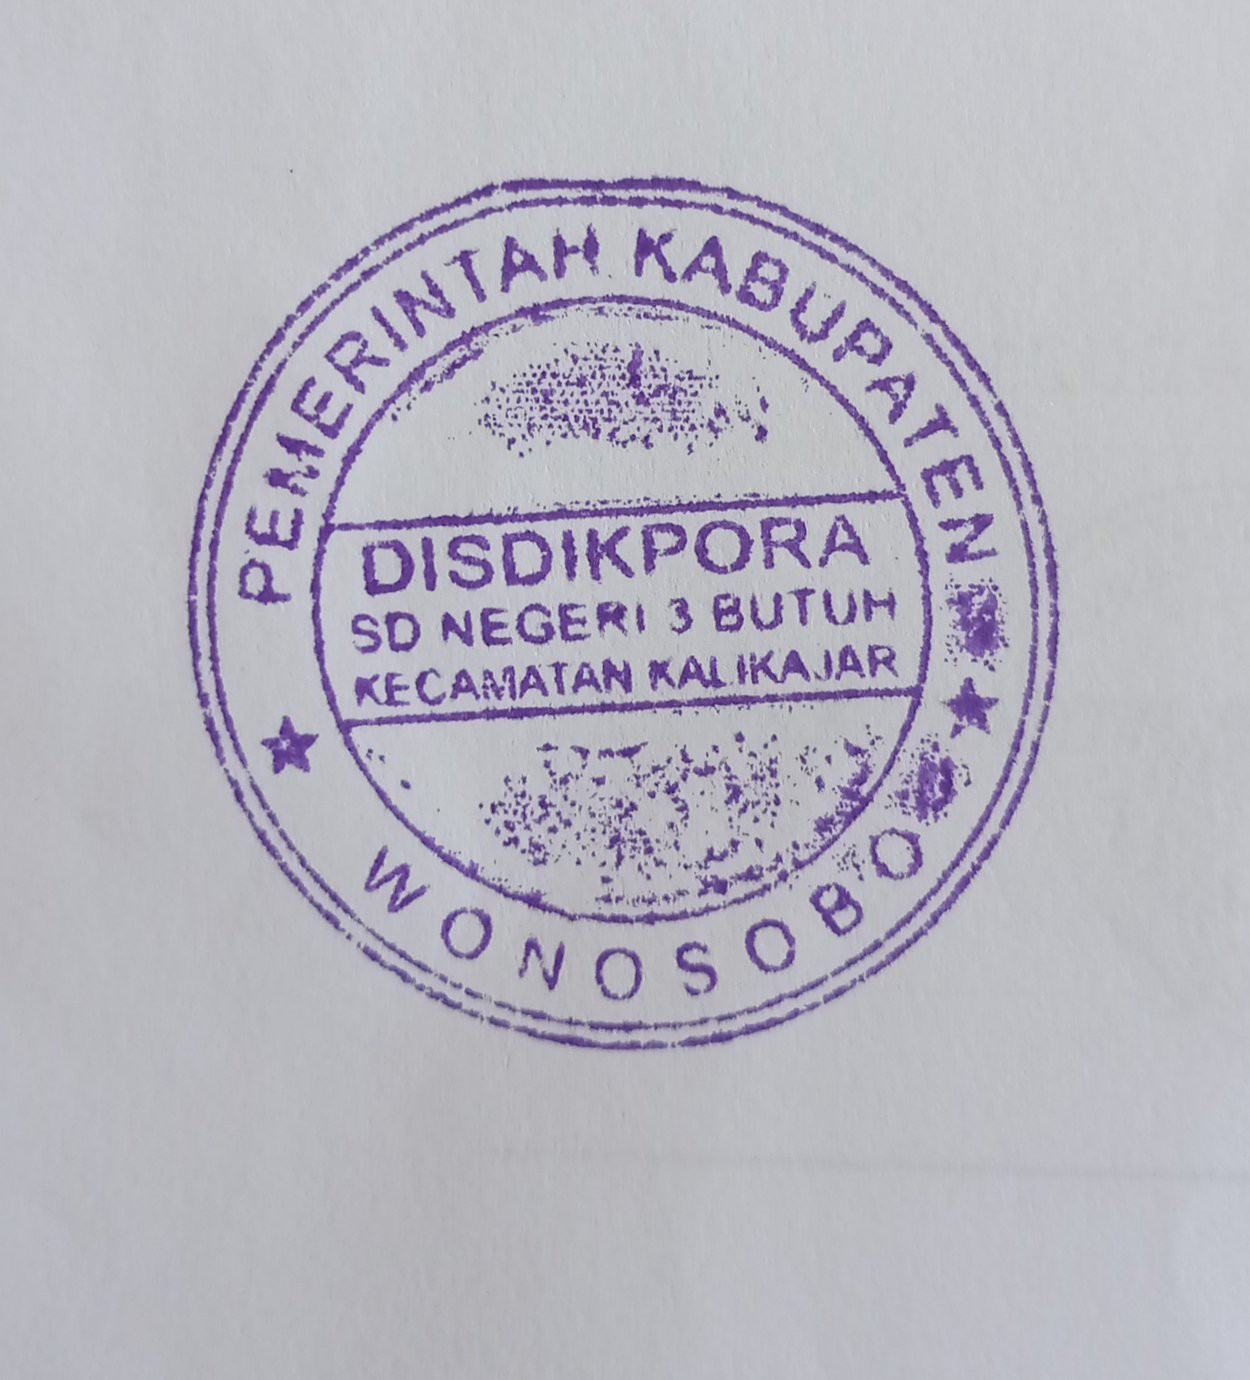 PEMERINTAH KABUPATEN
DISDIKPORA
SD NEGERI 3 BUTUH
KECAMATAN KALIKAJAR
WONOSOBO